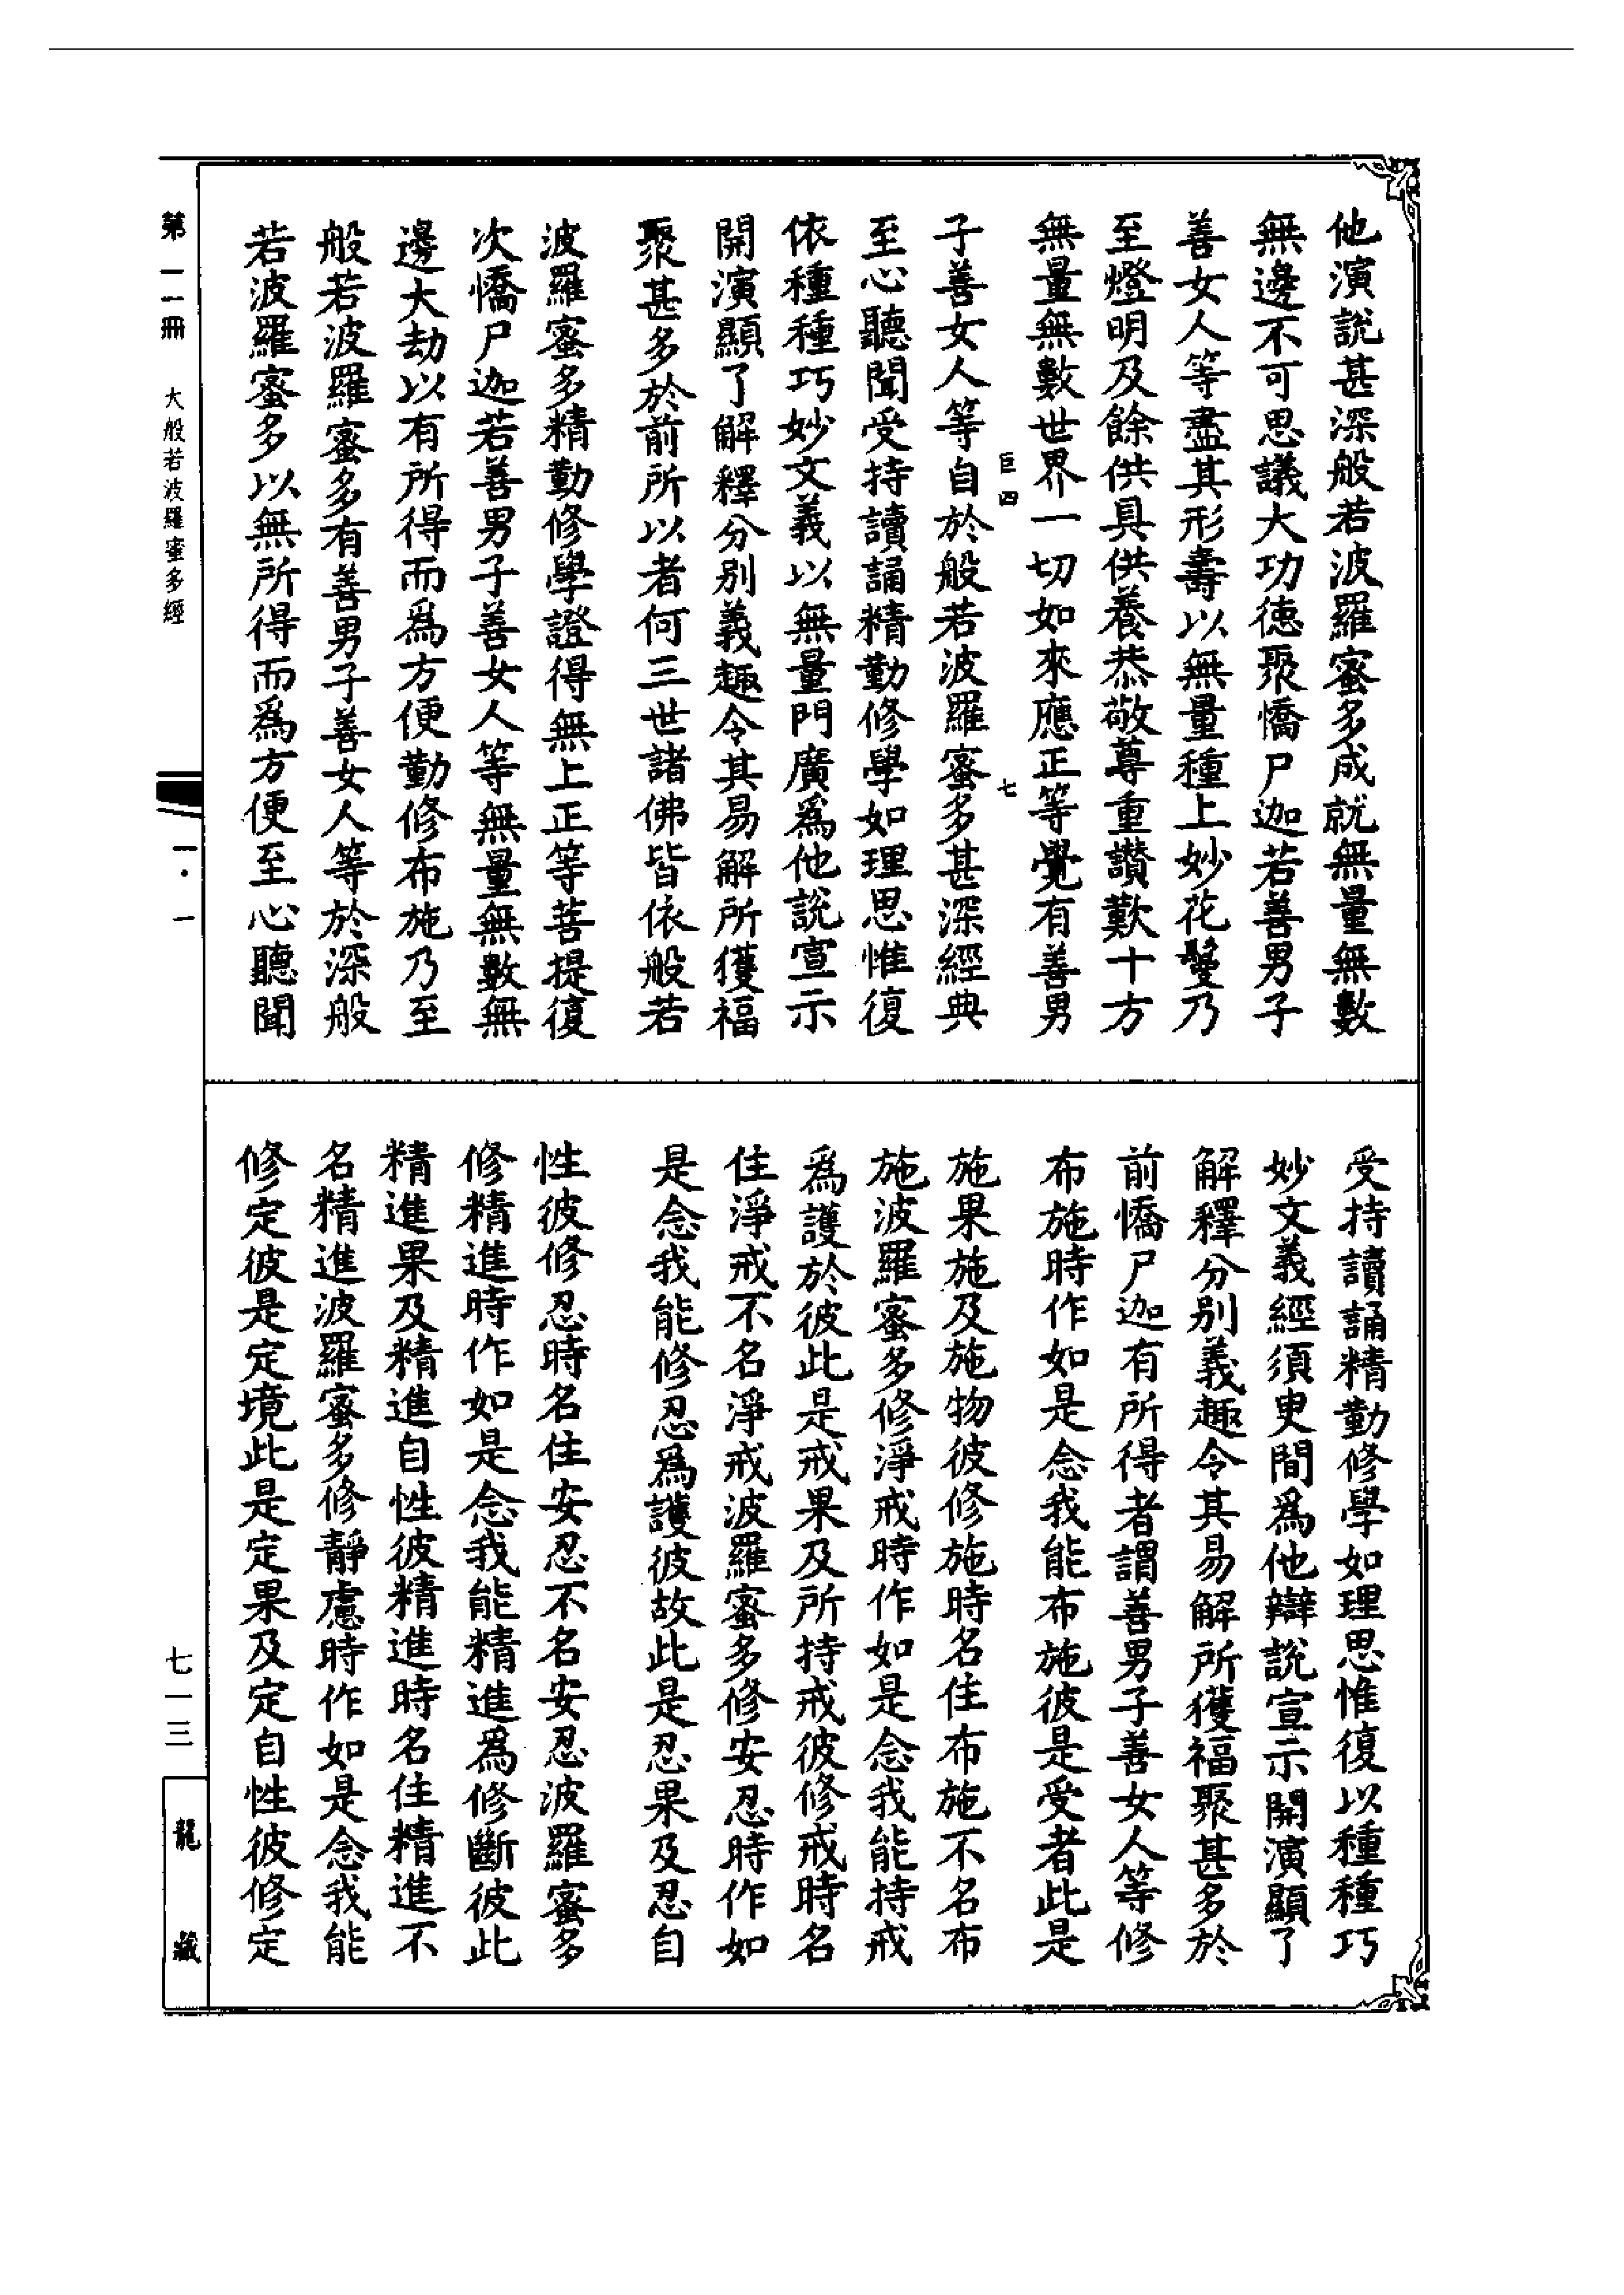 他演說甚深般若波羅蜜多成就無量無數
無邊不可思議大功德聚憍尸迦若善男子
善女人等盡其形壽以無量種上妙花鬘乃
至燈明及餘供具供養恭敬尊重讚歎十方
無量無數世界一切如來應正等覺有善男
巨四 七
子善女人等自於般若波羅蜜多甚深經典
至心聽聞受持讀誦精勤修學如理思惟復
依種種巧妙文義以無量門廣爲他說宣示
開演顯了解釋分別義趣令其易解所獲福
聚甚多於前所以者何三世諸佛皆依般若
波羅蜜多精勤修學證得無上正等菩提復
次憍尸迦若善男子善女人等無量無數無
邊大劫以有所得而爲方便勤修布施乃至
般若波羅蜜多有善男子善女人等於深般
若波羅蜜多以無所得而爲方便至心聽聞
受持讀誦精勤修學如理思惟復以種種巧
妙文義經須臾間爲他辯說宣示開演顯了
解釋分別義趣令其易解所獲福聚甚多於
前憍尸迦有所得者謂善男子善女人等修
布施時作如是念我能布施彼是受者此是
施果施及施物彼修施時名住布施不名布
施波羅蜜多修淨戒時作如是念我能持戒
爲護於彼此是戒果及所持戒彼修戒時名
住淨戒不名淨戒波羅蜜多修安忍時作如
是念我能修忍爲護彼故此是忍果及忍自
性彼修忍時名住安忍不名安忍波羅蜜多
修精進時作如是念我能精進爲修斷彼此
精進果及精進自性彼精進時名住精進不
名精進波羅蜜多修靜慮時作如是念我能
修定彼是定境此是定果及定自性彼修定
第一一冊 大般若波羅蜜多經
一·一
七一三
龍藏